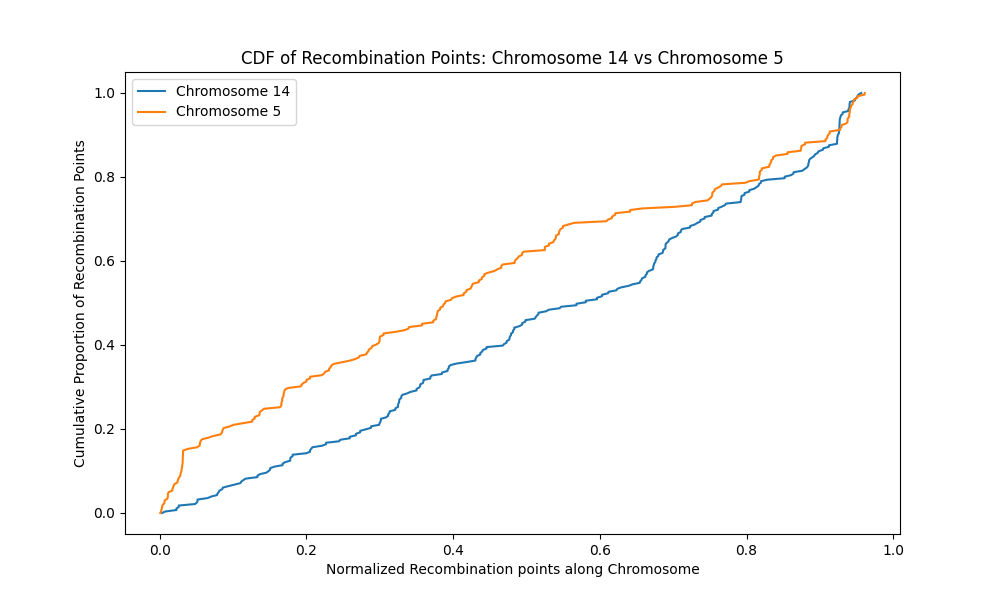 CDF of Recombination Points: Chromosome 14 vs Chromosome 5
Chromosome 14
Chromosome 5
Cumulative Proportion of Recombination Points
1.0
0.8
0.6
0.4
0.2
0.0
0.0 0.2 0.4 0.6 0.8 1.0
Normalized Recombination points along Chromosome